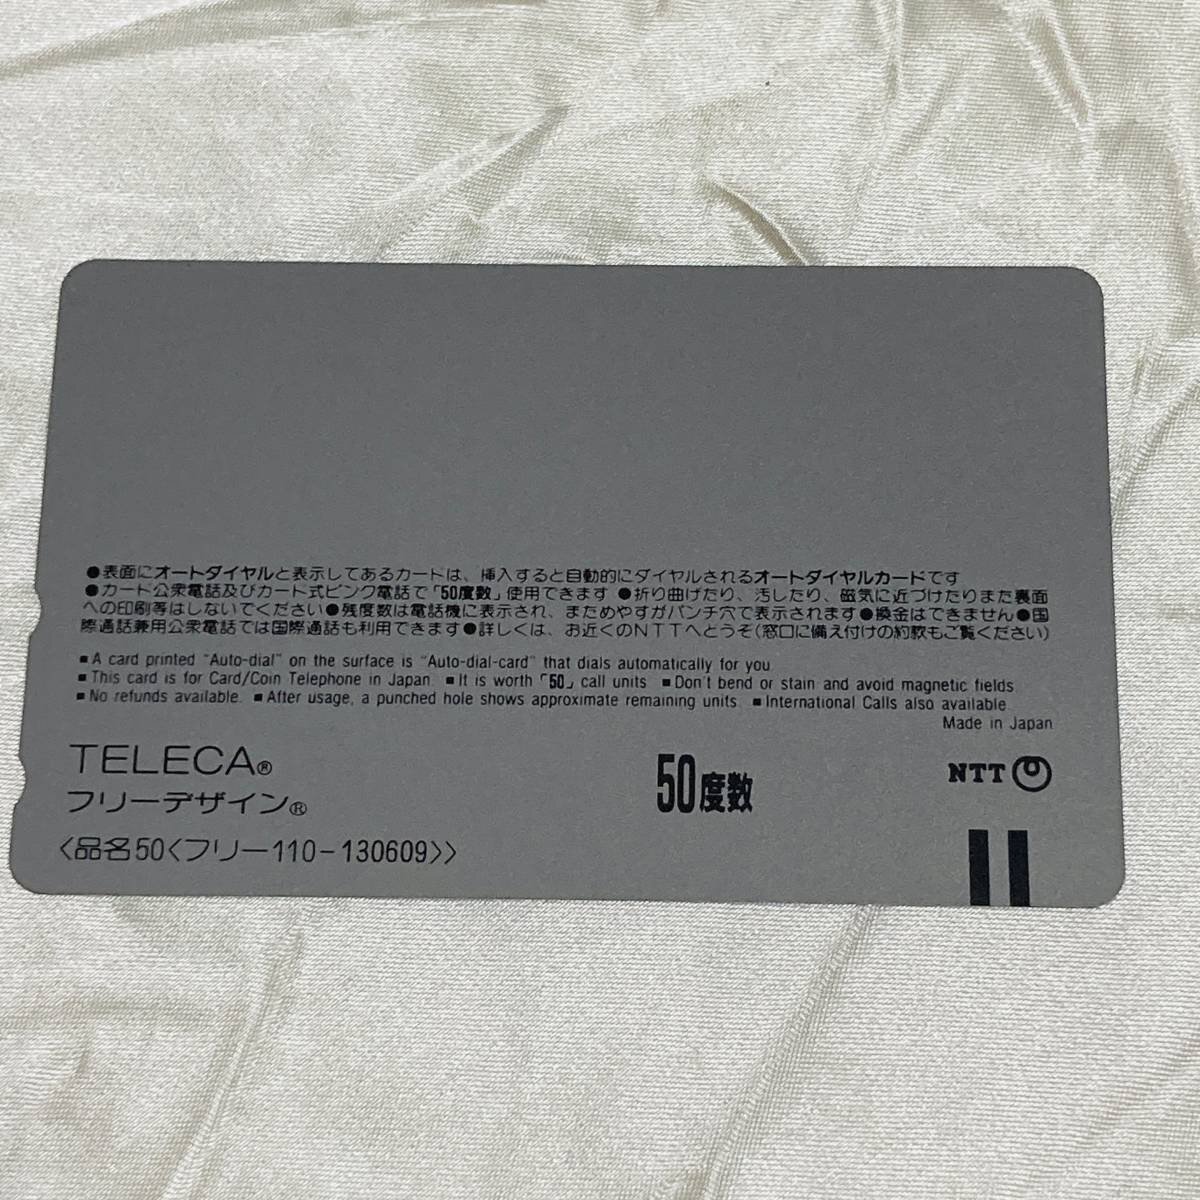 ●表面にオートダイヤルと表示してあるカードは、挿入すると自動的にダイヤルされるオートダイヤルカードです
●カード公衆電話及びカード式ピンク電話で「50度数」使用できます ●折り曲げたり、汚したり、磁気に近づけたりまた裏面
への印刷等はしないでください●残度数は電話機に表示され、まためやすがパンチ穴で表示されます●換金はできません●国
際通話兼用公衆電話では国際通話も利用できます●詳しくは、お近くのNTTへどうぞ(窓口に備え付けの約款もご覧ください)
■A card printed "Auto-dial" on the surface is "Auto-dial-card" that dials automatically for you
■This card is for Card/Coin Telephone in Japan. ■It is worth「50」call units ■Don't bend or stain and avoid magnetic fields
■No refunds available. ■After usage, a punched hole shows approximate remaining units. ■International Calls also available
Made in Japan
TELECA®
フリーデザイン®
<品名50<フリー110-130609>>
50度数
NTT